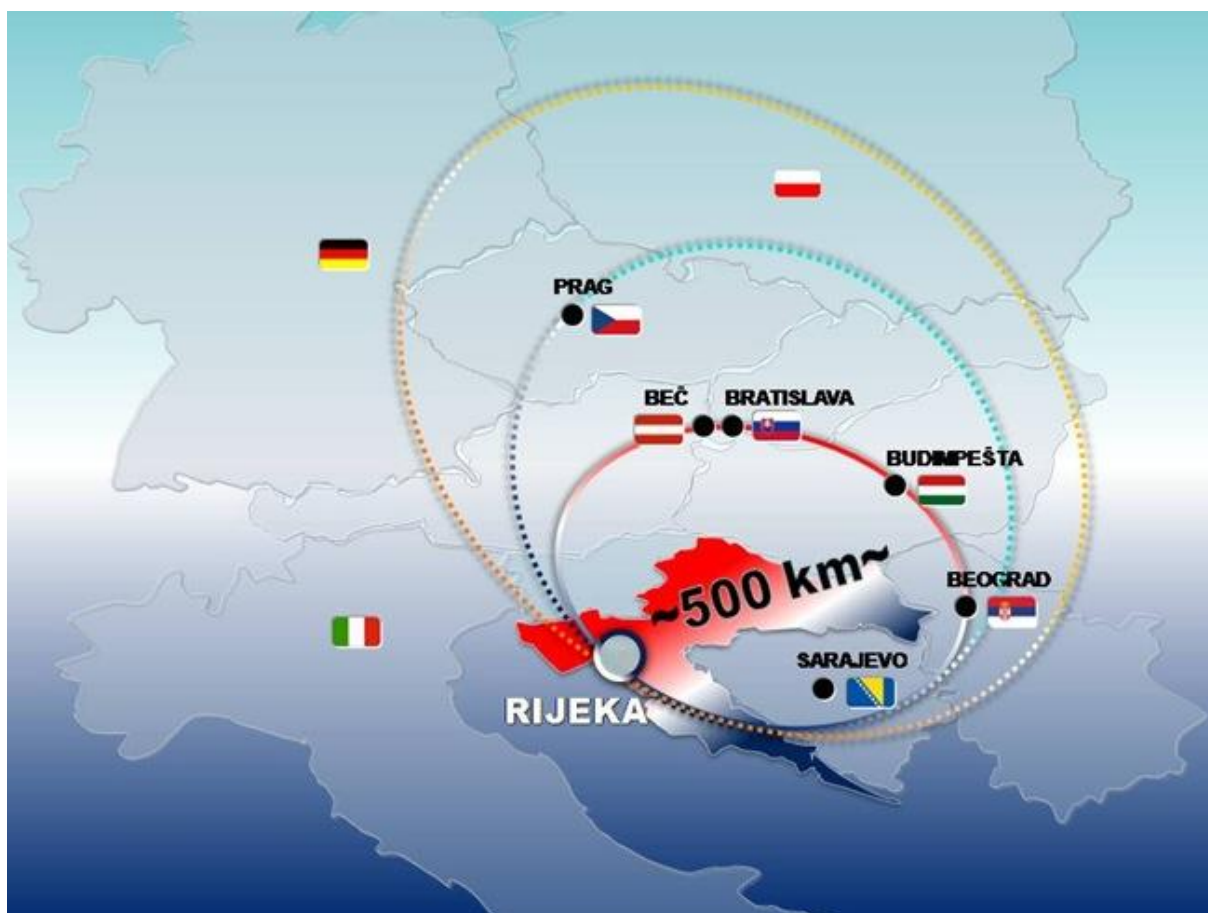 PRAG
BEČ
BRATISLAVA
BUDIMPEŠTA
~500 km~
BEOGRAD
SARAJEVO
RIJEKA